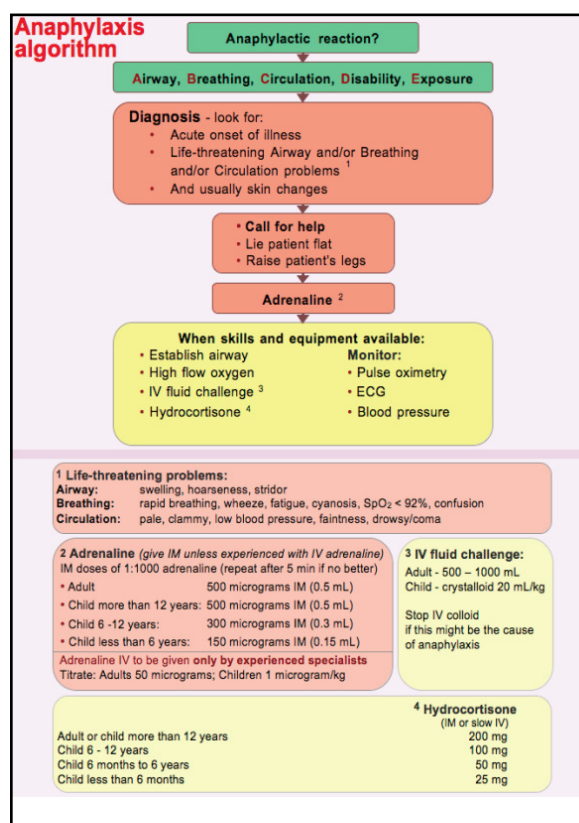 Anaphylaxis
algorithm
Anaphylactic reaction?
Airway, Breathing, Circulation, Disability, Exposure
Diagnosis - look for:
• Acute onset of illness
• Life-threatening Airway and/or Breathing
and/or Circulation problems 1
• And usually skin changes
• Call for help
• Lie patient flat
• Raise patient's legs
Adrenaline 2
When skills and equipment available:
• Establish airway
• High flow oxygen
• IV fluid challenge 3
• Hydrocortisone 4
Monitor:
• Pulse oximetry
• ECG
• Blood pressure
1 Life-threatening problems:
Airway: swelling, hoarseness, stridor
Breathing: rapid breathing, wheeze, fatigue, cyanosis, SpO2 < 92%, confusion
Circulation: pale, clammy, low blood pressure, faintness, drowsy/coma
2 Adrenaline (give IM unless experienced with IV adrenaline)
IM doses of 1:1000 adrenaline (repeat after 5 min if no better)
• Adult 500 micrograms IM (0.5 mL)
• Child more than 12 years: 500 micrograms IM (0.5 mL)
• Child 6 -12 years: 300 micrograms IM (0.3 mL)
• Child less than 6 years: 150 micrograms IM (0.15 mL)
Adrenaline IV to be given only by experienced specialists
Titrate: Adults 50 micrograms; Children 1 microgram/kg
3 IV fluid challenge:
Adult - 500 – 1000 mL
Child - crystalloid 20 mL/kg
Stop IV colloid
if this might be the cause
of anaphylaxis
4 Hydrocortisone
(IM or slow IV)
Adult or child more than 12 years 200 mg
Child 6 - 12 years 100 mg
Child 6 months to 6 years 50 mg
Child less than 6 months 25 mg